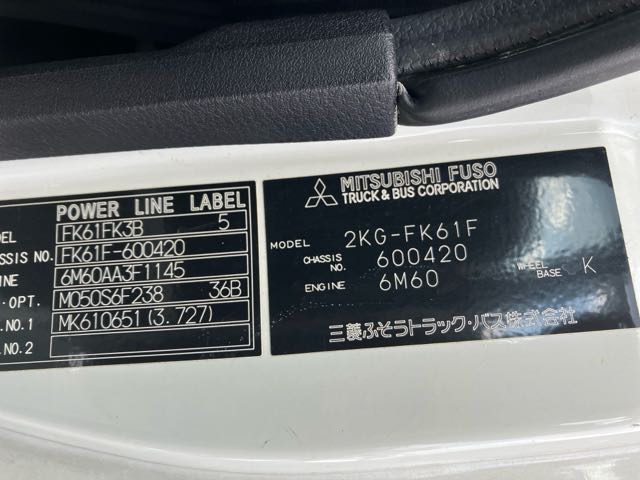 POWER LINE LABEL
DEL FK61FK3B 5
SSIS NO. FK61F-600420
INE 6M60AA3F1145
. OPT. M050S6F238 36B
.NO.1 MK610651(3.727)
.NO.2
MITSUBISHI FUSO
TRUCK & BUS CORPORATION
MODEL 2KG-FK61F
CHASSIS NO. 600420
ENGINE 6M60 WHEEL BASE K
三菱ふそうトラック・バス株式会社